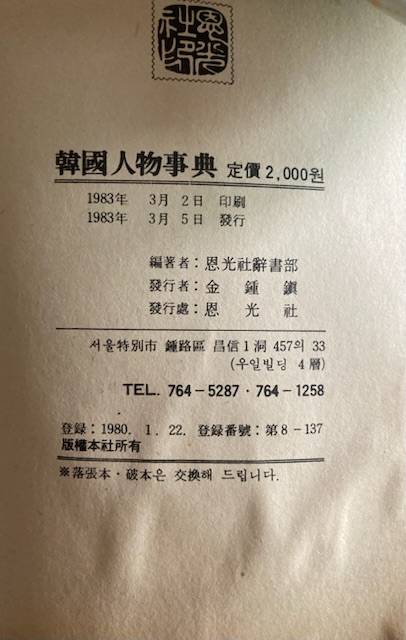 恩光社印
韓國人物事典 定價 2,000원
1983年 3月 2日 印刷
1983年 3月 5日 發行
編著者：恩光社辭書部
發行者：金鍾鎭
發行處：恩光社
서울特別市 鍾路區 昌信1洞 457의 33
(우일빌딩 4層)
TEL. 764-5287 · 764-1258
登録：1980. 1. 22. 登録番號：第8-137
版權本社所有
※落張本·破本은 交換해 드립니다.